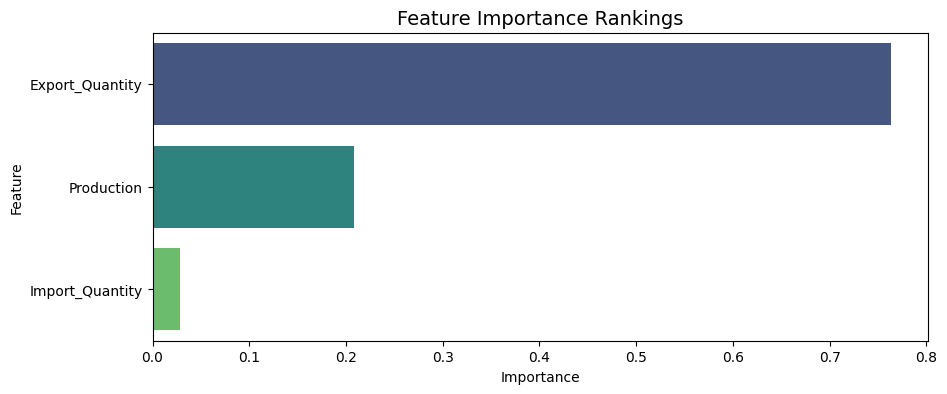 Feature Importance Rankings
Feature
Export_Quantity
Production
Import_Quantity
0.0 0.1 0.2 0.3 0.4 0.5 0.6 0.7 0.8
Importance